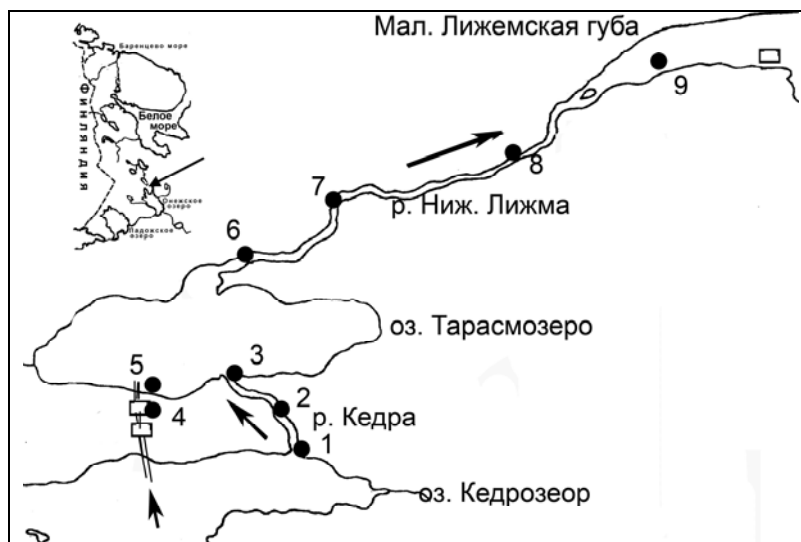 Мал. Лижемская губа
Баренцево море
Финляндия
Белое
море
Онежское
озеро
Ладожское
озеро
9
8
7
р. Ниж. Лижма
6
оз. Тарасмозеро
5
3
4
2
р. Кедра
1
оз. Кедрозеор